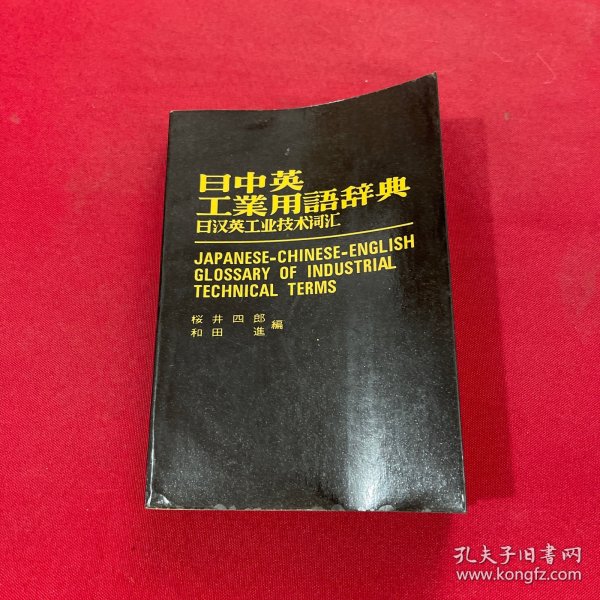 日中英
工業用語辞典
日汉英工业技术词汇
JAPANESE-CHINESE-ENGLISH
GLOSSARY OF INDUSTRIAL
TECHNICAL TERMS
桜井四郎
和田進 編
孔夫子旧书网
www.kongfz.com